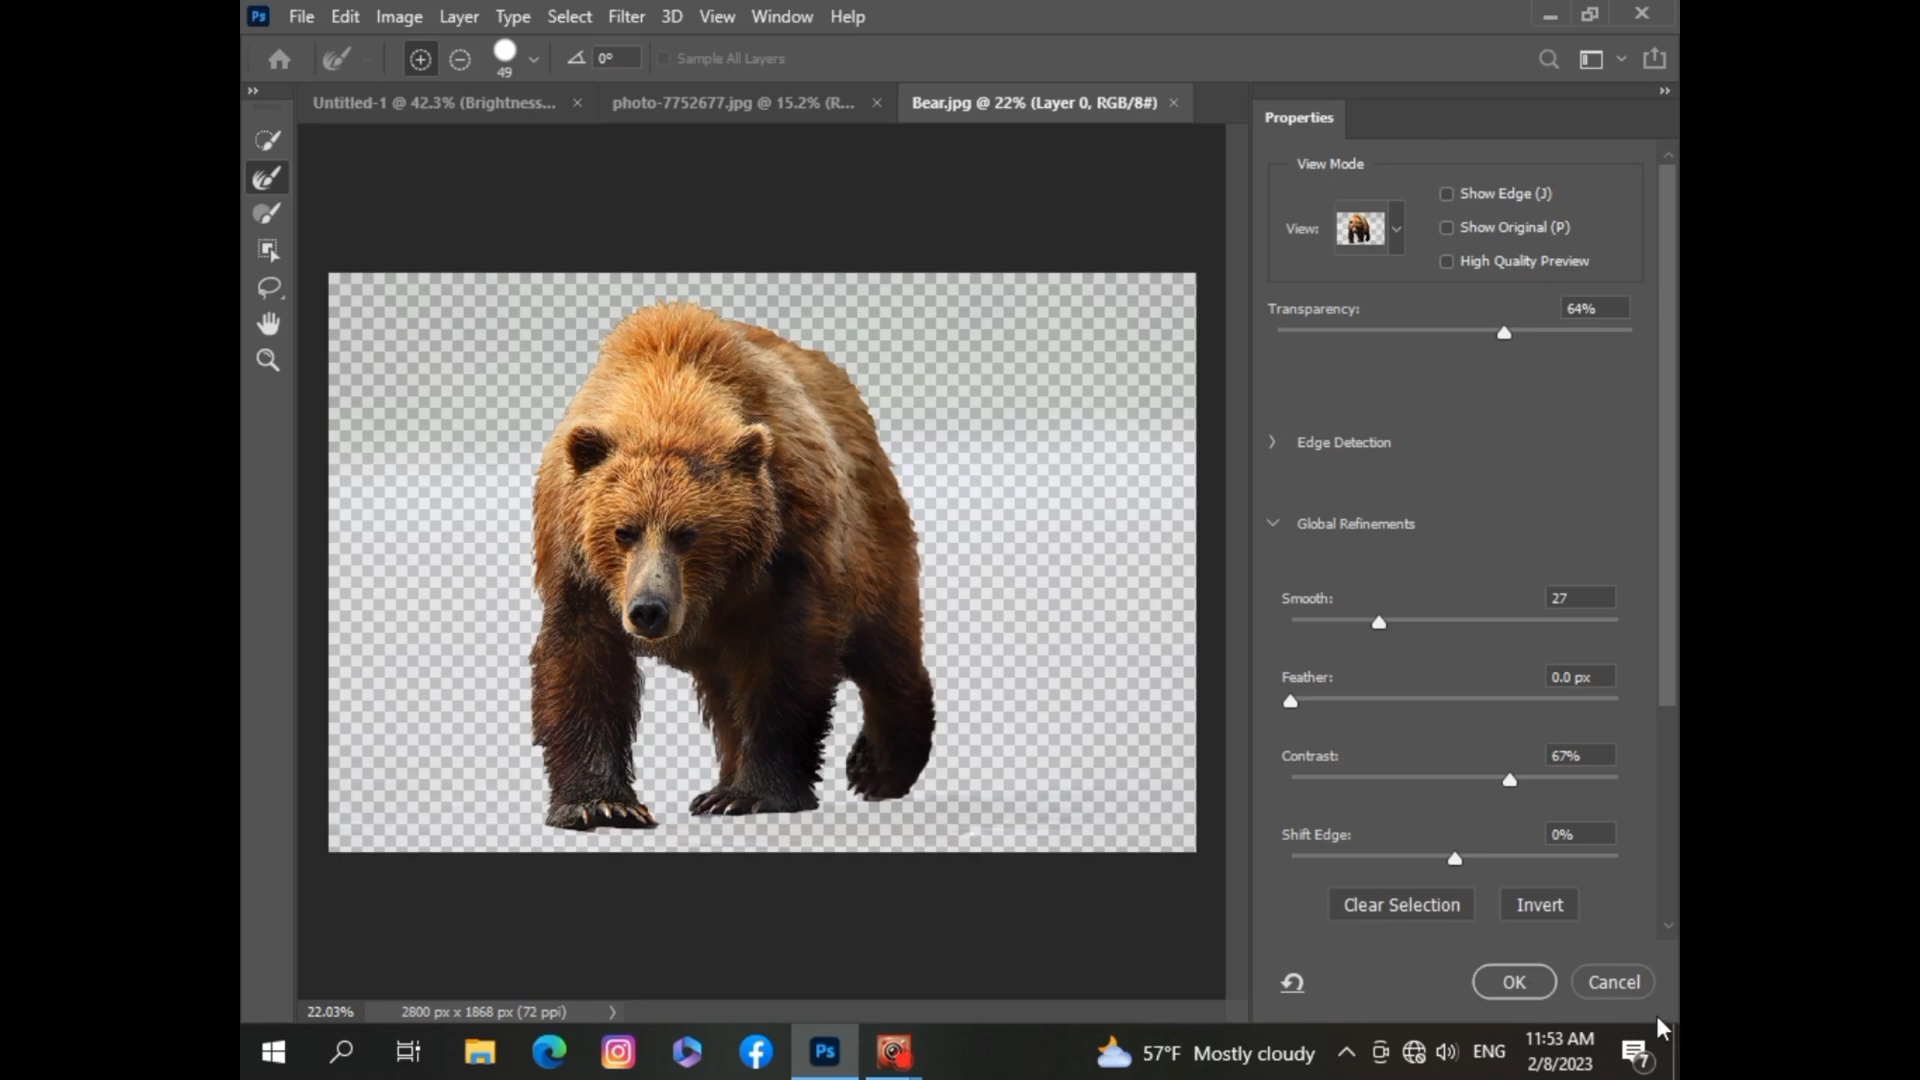 Ps File Edit Image Layer Type Select Filter 3D View Window Help
49 0° Sample All Layers
Untitled-1 @ 42.3% (Brightness... × photo-7752677.jpg @ 15.2% (R... × Bear.jpg @ 22% (Layer 0, RGB/8#) ×
Properties
View Mode
Show Edge (J)
View: Show Original (P)
High Quality Preview
Transparency: 64%
Edge Detection
Global Refinements
Smooth: 27
Feather: 0.0 px
Contrast: 67%
Shift Edge: 0%
Clear Selection Invert
OK Cancel
22.03% 2800 px x 1868 px (72 ppi)
Ps 57°F Mostly cloudy ENG 11:53 AM
2/8/2023 7